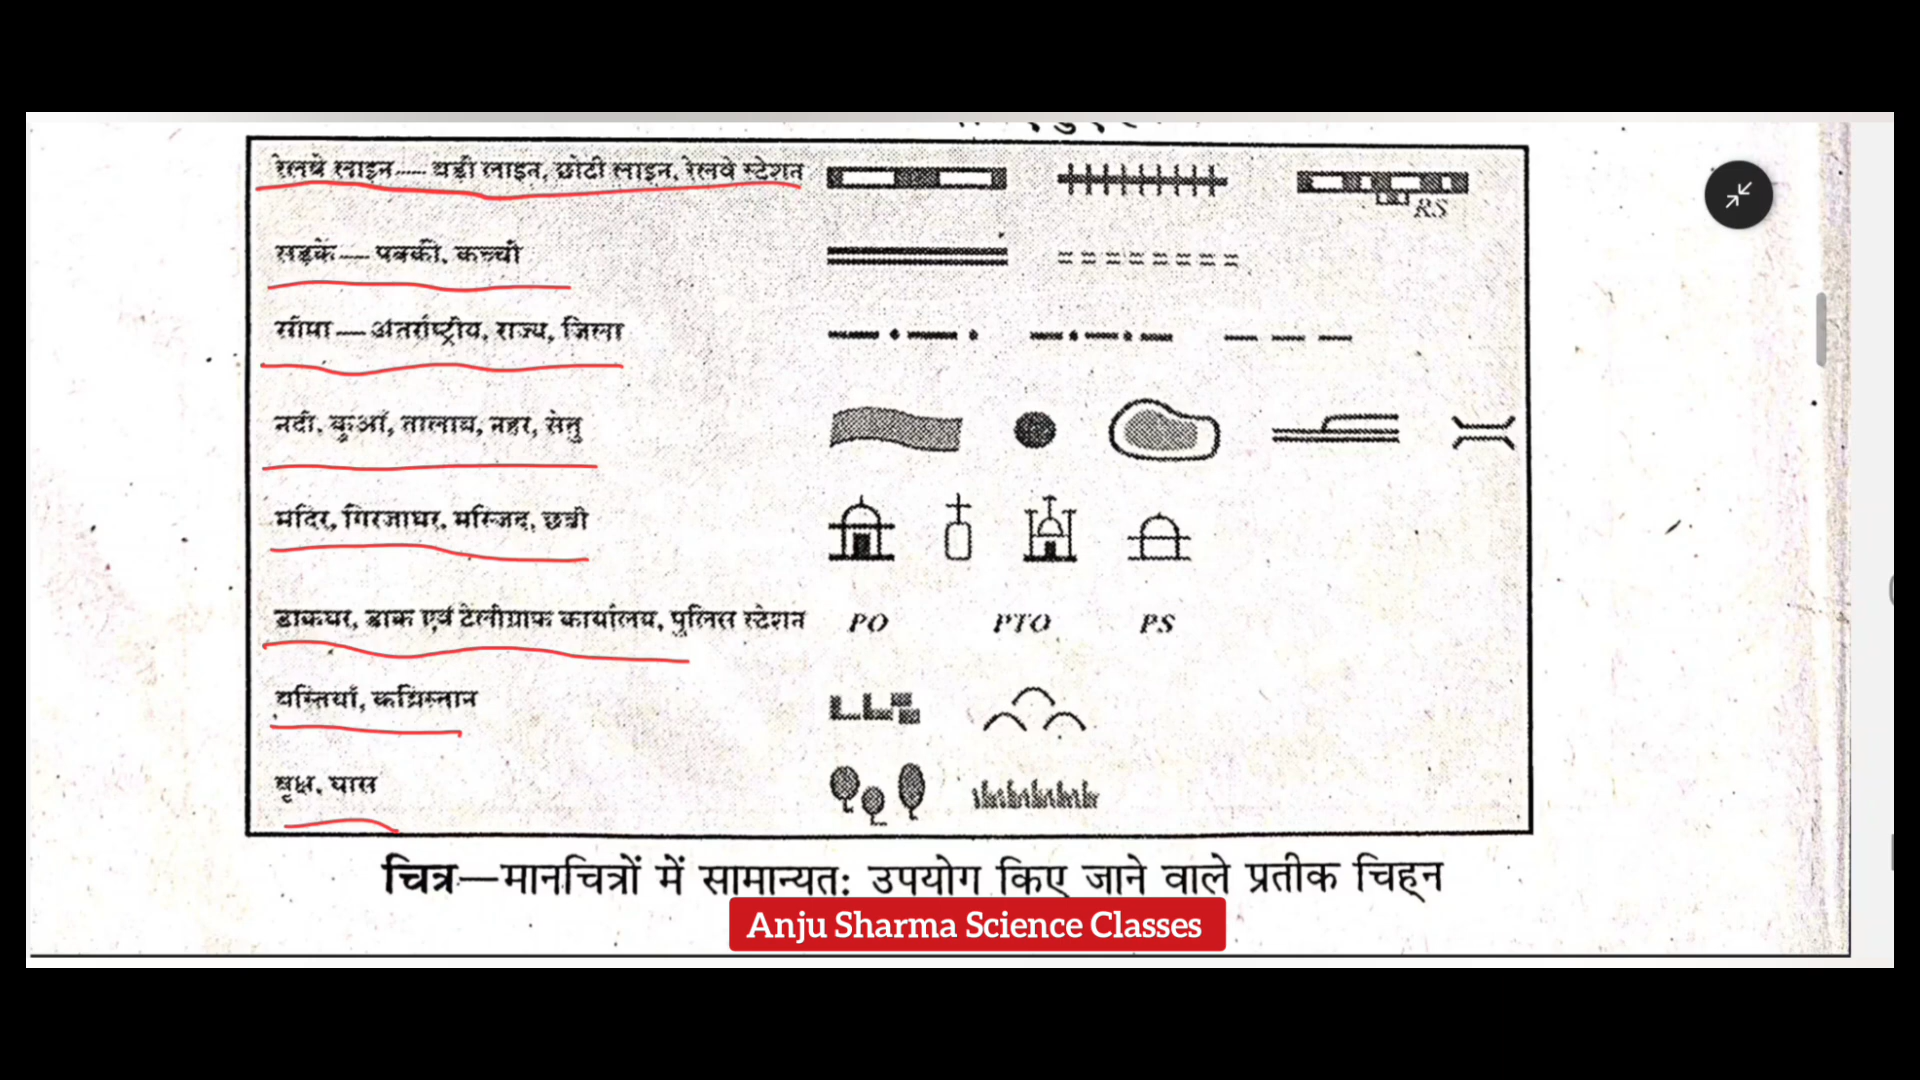 रेलवे लाइन— बड़ी लाइन, छोटी लाइन, रेलवे स्टेशन
RS
सड़कें— पक्की, कच्ची
सीमा—अंतर्राष्ट्रीय, राज्य, जिला
नदी, कुआं, तालाब, नहर, सेतु
मंदिर, गिरजाघर, मस्जिद, छत्री
डाकघर, डाक एवं टेलीग्राफ कार्यालय, पुलिस स्टेशन PO PTO PS
बस्तियाँ, कब्रिस्तान
वृक्ष, घास
चित्र—मानचित्रों में सामान्यत: उपयोग किए जाने वाले प्रतीक चिह्न
Anju Sharma Science Classes